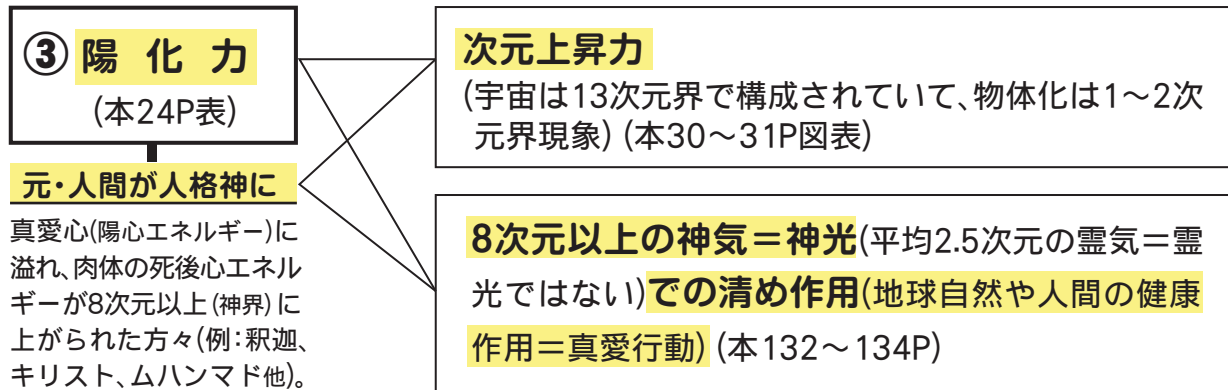 ③陽化力
(本24P表)
元・人間が人格神に
真愛心(陽心エネルギー)に
溢れ、肉体の死後心エネル
ギーが8次元以上(神界)に
上がられた方々(例：釈迦、
キリスト、ムハンマド他)。
次元上昇力
(宇宙は13次元界で構成されていて、物体化は1〜2次
元界現象)(本30〜31P図表)
8次元以上の神気＝神光(平均2.5次元の霊気＝霊
光ではない)での清め作用(地球自然や人間の健康
作用＝真愛行動)(本132〜134P)